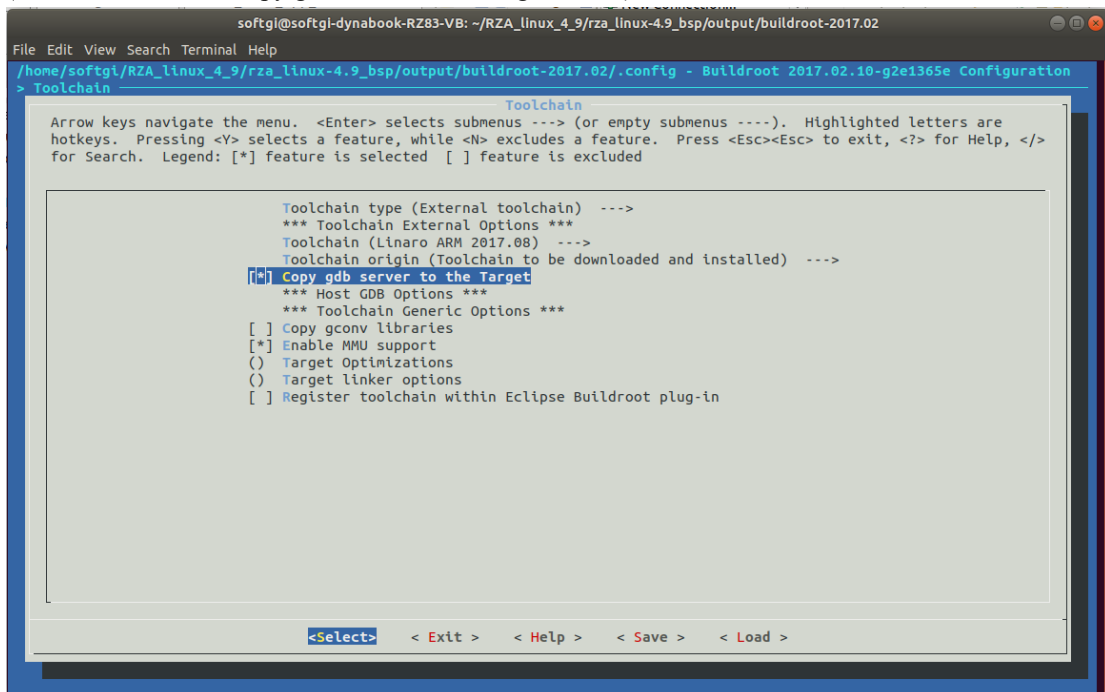 softgi@softgi-dynabook-RZ83-VB: ~/RZA_linux_4_9/rza_linux-4.9_bsp/output/buildroot-2017.02
File Edit View Search Terminal Help
/home/softgi/RZA_linux_4_9/rza_linux-4.9_bsp/output/buildroot-2017.02/.config - Buildroot 2017.02.10-g2e1365e Configuration
> Toolchain
Toolchain
Arrow keys navigate the menu. <Enter> selects submenus ---> (or empty submenus ----). Highlighted letters are
hotkeys. Pressing <Y> selects a feature, while <N> excludes a feature. Press <Esc><Esc> to exit, <?> for Help, </>
for Search. Legend: [*] feature is selected [ ] feature is excluded
Toolchain type (External toolchain) --->
*** Toolchain External Options ***
Toolchain (Linaro ARM 2017.08) --->
Toolchain origin (Toolchain to be downloaded and installed) --->
[*] Copy gdb server to the Target
*** Host GDB Options ***
*** Toolchain Generic Options ***
[ ] Copy gconv libraries
[*] Enable MMU support
() Target Optimizations
() Target linker options
[ ] Register toolchain within Eclipse Buildroot plug-in
<Select> < Exit > < Help > < Save > < Load >